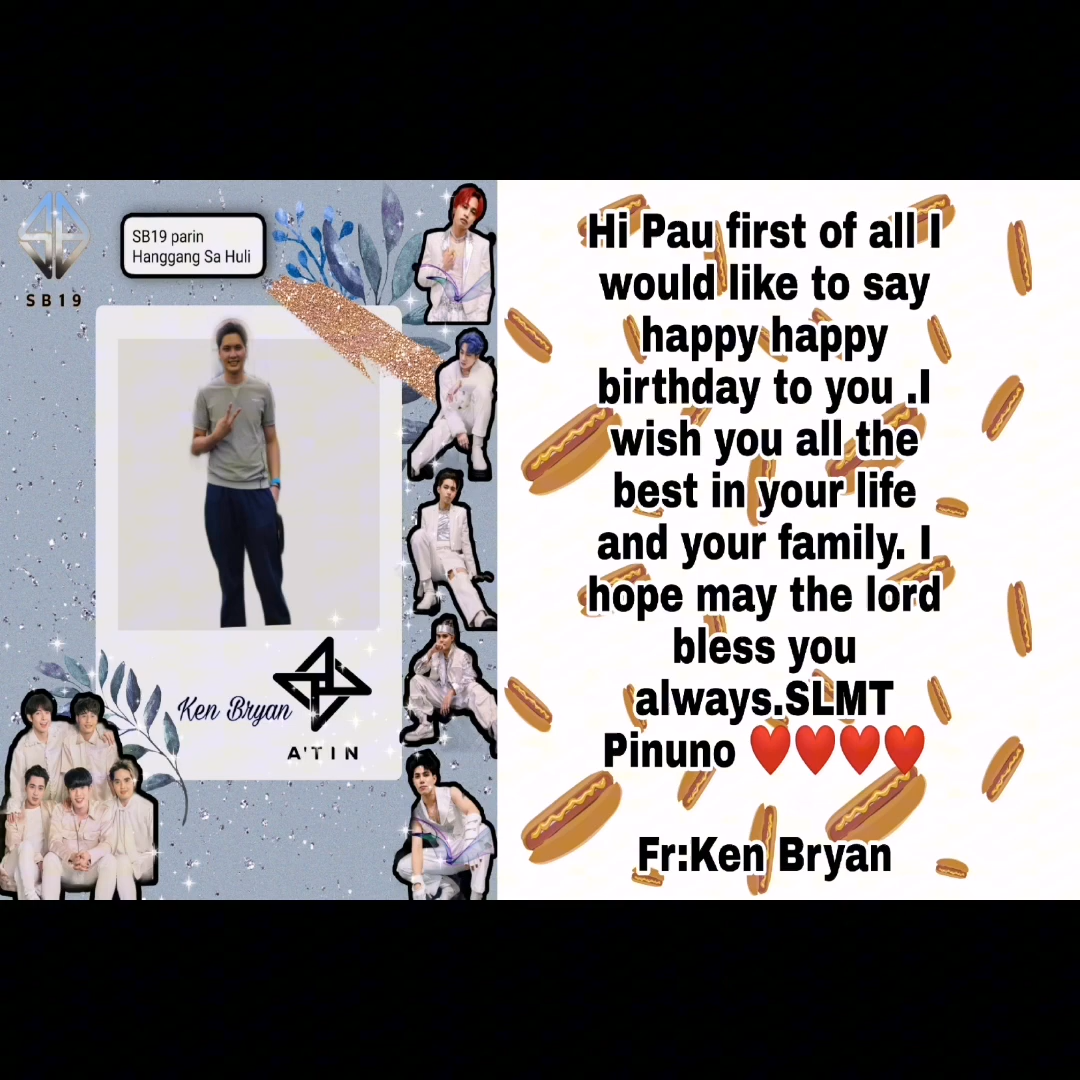 SB19
SB19 parin
Hanggang Sa Huli
Ken Bryan
A'TIN
Hi Pau first of all I
would like to say
happy happy
birthday to you .I
wish you all the
best in your life
and your family. I
hope may the lord
bless you
always.SLMT
Pinuno ❤️❤️❤️❤️
Fr:Ken Bryan